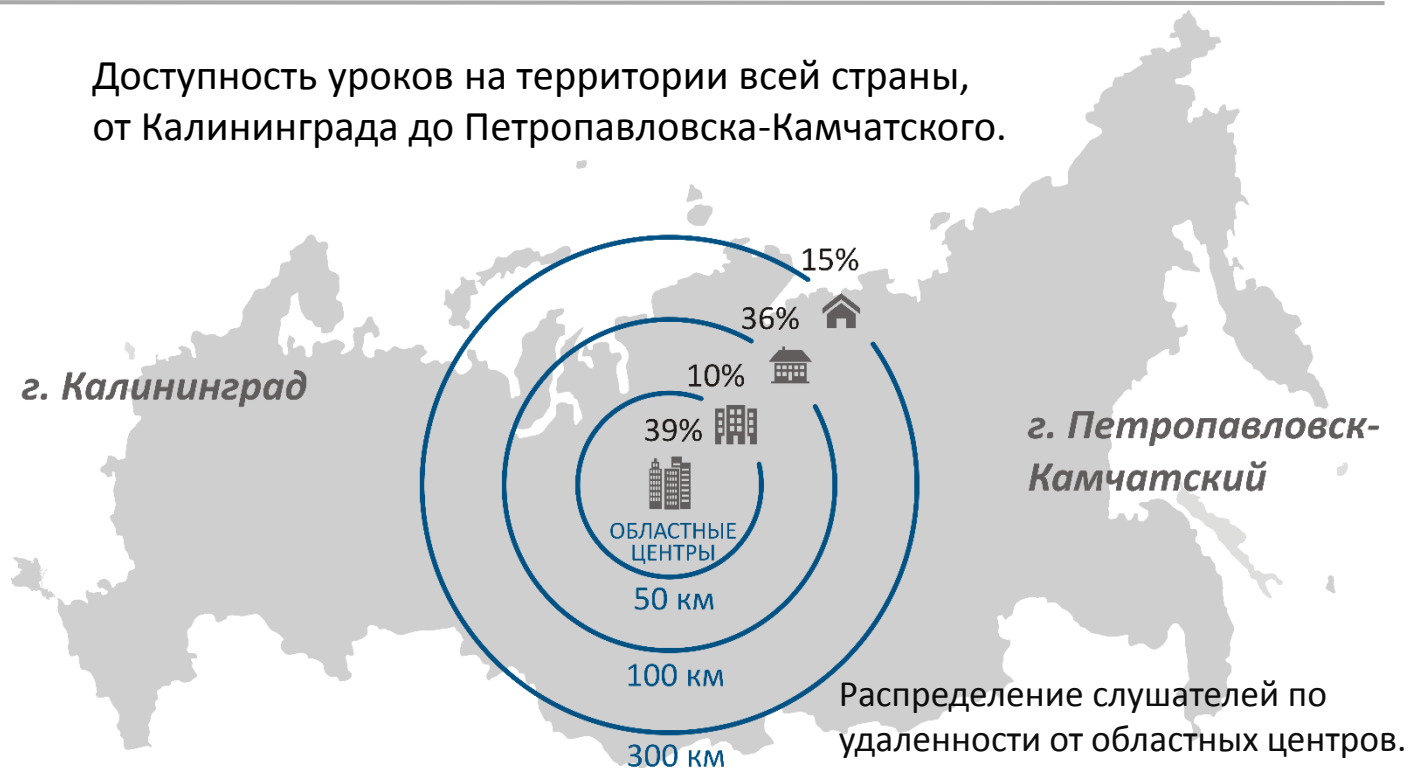 Доступность уроков на территории всей страны,
от Калининграда до Петропавловска-Камчатского.
15%
36%
г. Калининград
10%
39%
г. Петропавловск-
Камчатский
ОБЛАСТНЫЕ
ЦЕНТРЫ
50 км
100 км
Распределение слушателей по
удаленности от областных центров.
300 км